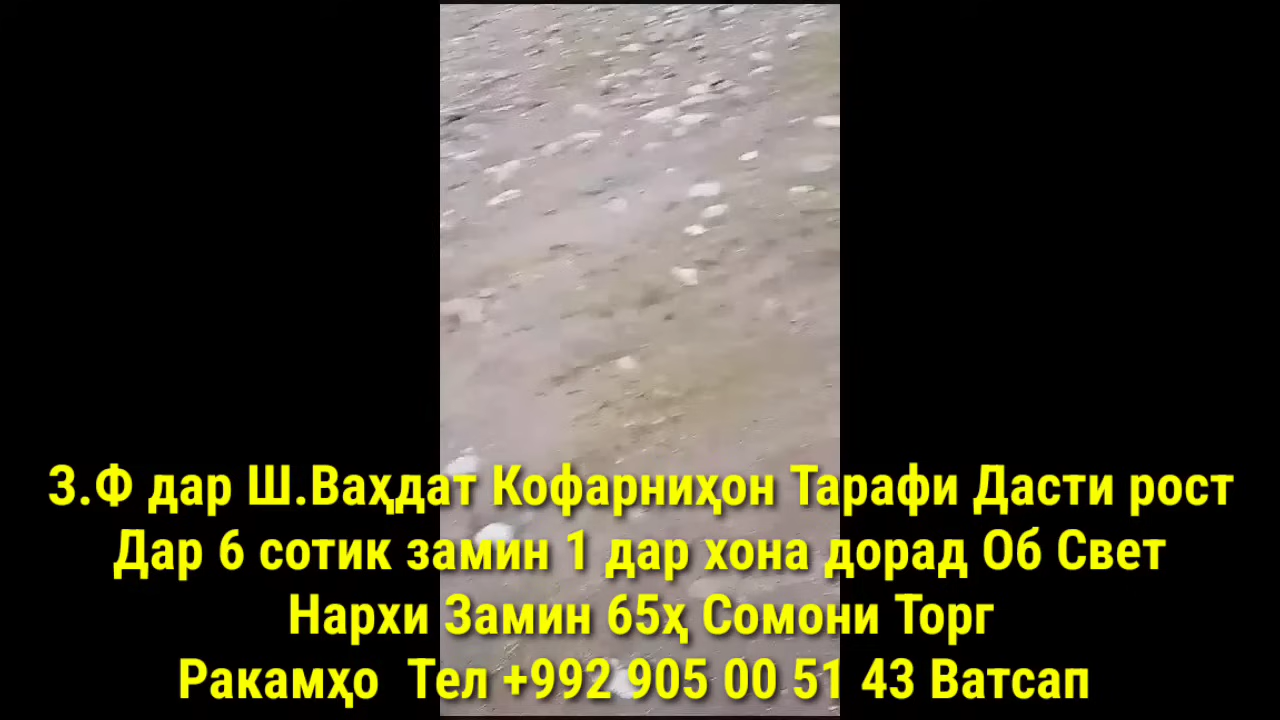 З.Ф дар Ш.Ваҳдат Кофарниҳон Тарафи Дасти рост
Дар 6 сотик замин 1 дар хона дорад Об Свет
Нархи Замин 65ҳ Сомони Торг
Ракамҳо Тел +992 905 00 51 43 Ватсап